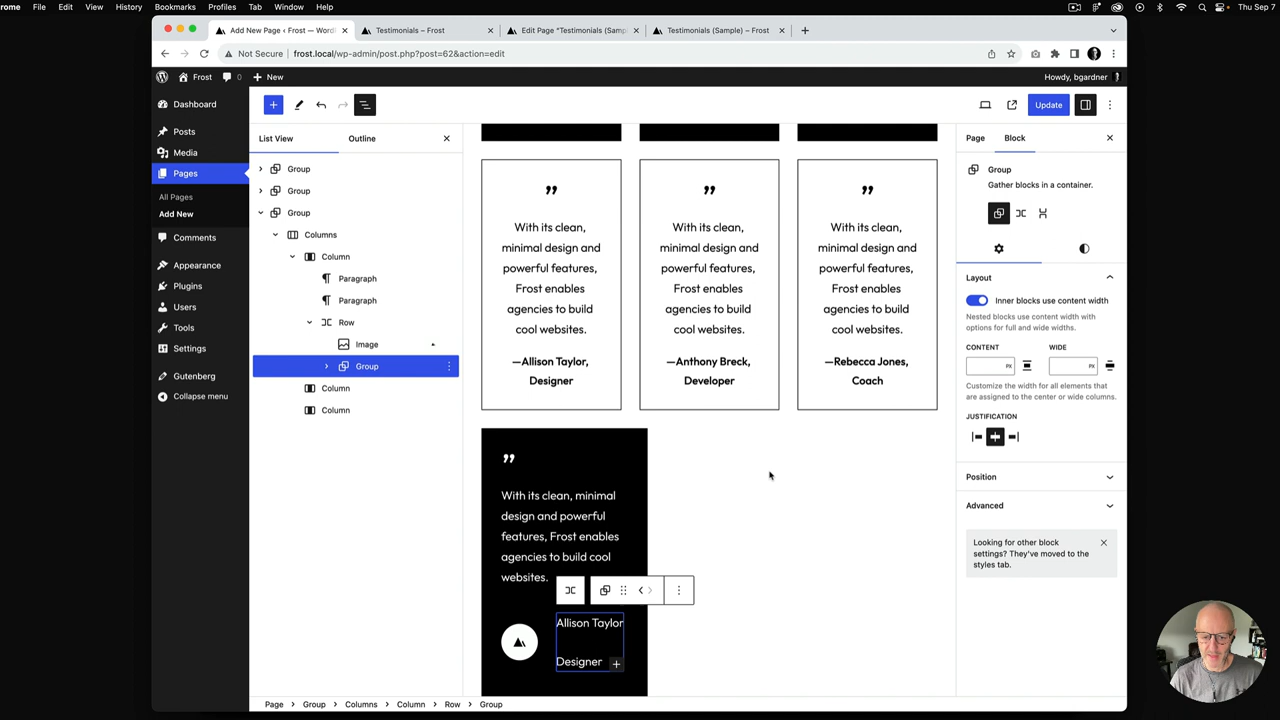 rome File Edit View History Bookmarks Profiles Tab Window Help Thu Sep 7
Add New Page ‹ Frost — Word
Testimonials – Frost
Edit Page "Testimonials (Samp
Testimonials (Sample) – Frost
Not Secure frost.local/wp-admin/post.php?post=62&action=edit
Frost 0 New Howdy, bgardner
Dashboard
Posts
Media
Pages
All Pages
Add New
Comments
Appearance
Plugins
Users
Tools
Settings
Gutenberg
Collapse menu
Update
List View Outline
Group
Group
Group
Columns
Column
Paragraph
Paragraph
Row
Image
Group
Column
Column
”
With its clean,
minimal design and
powerful features,
Frost enables
agencies to build
cool websites.
—Allison Taylor,
Designer
”
With its clean,
minimal design and
powerful features,
Frost enables
agencies to build
cool websites.
—Anthony Breck,
Developer
”
With its clean,
minimal design and
powerful features,
Frost enables
agencies to build
cool websites.
—Rebecca Jones,
Coach
”
With its clean, minimal
design and powerful
features, Frost enables
agencies to build cool
websites.
Allison Taylor
Designer
Page Block
Group
Gather blocks in a container.
Layout
Inner blocks use content width
Nested blocks use content width with
options for full and wide widths.
CONTENT WIDE
PX PX
Customize the width for all elements that
are assigned to the center or wide columns.
JUSTIFICATION
Position
Advanced
Looking for other block
settings? They've moved to the
styles tab.
Page Group Columns Column Row Group